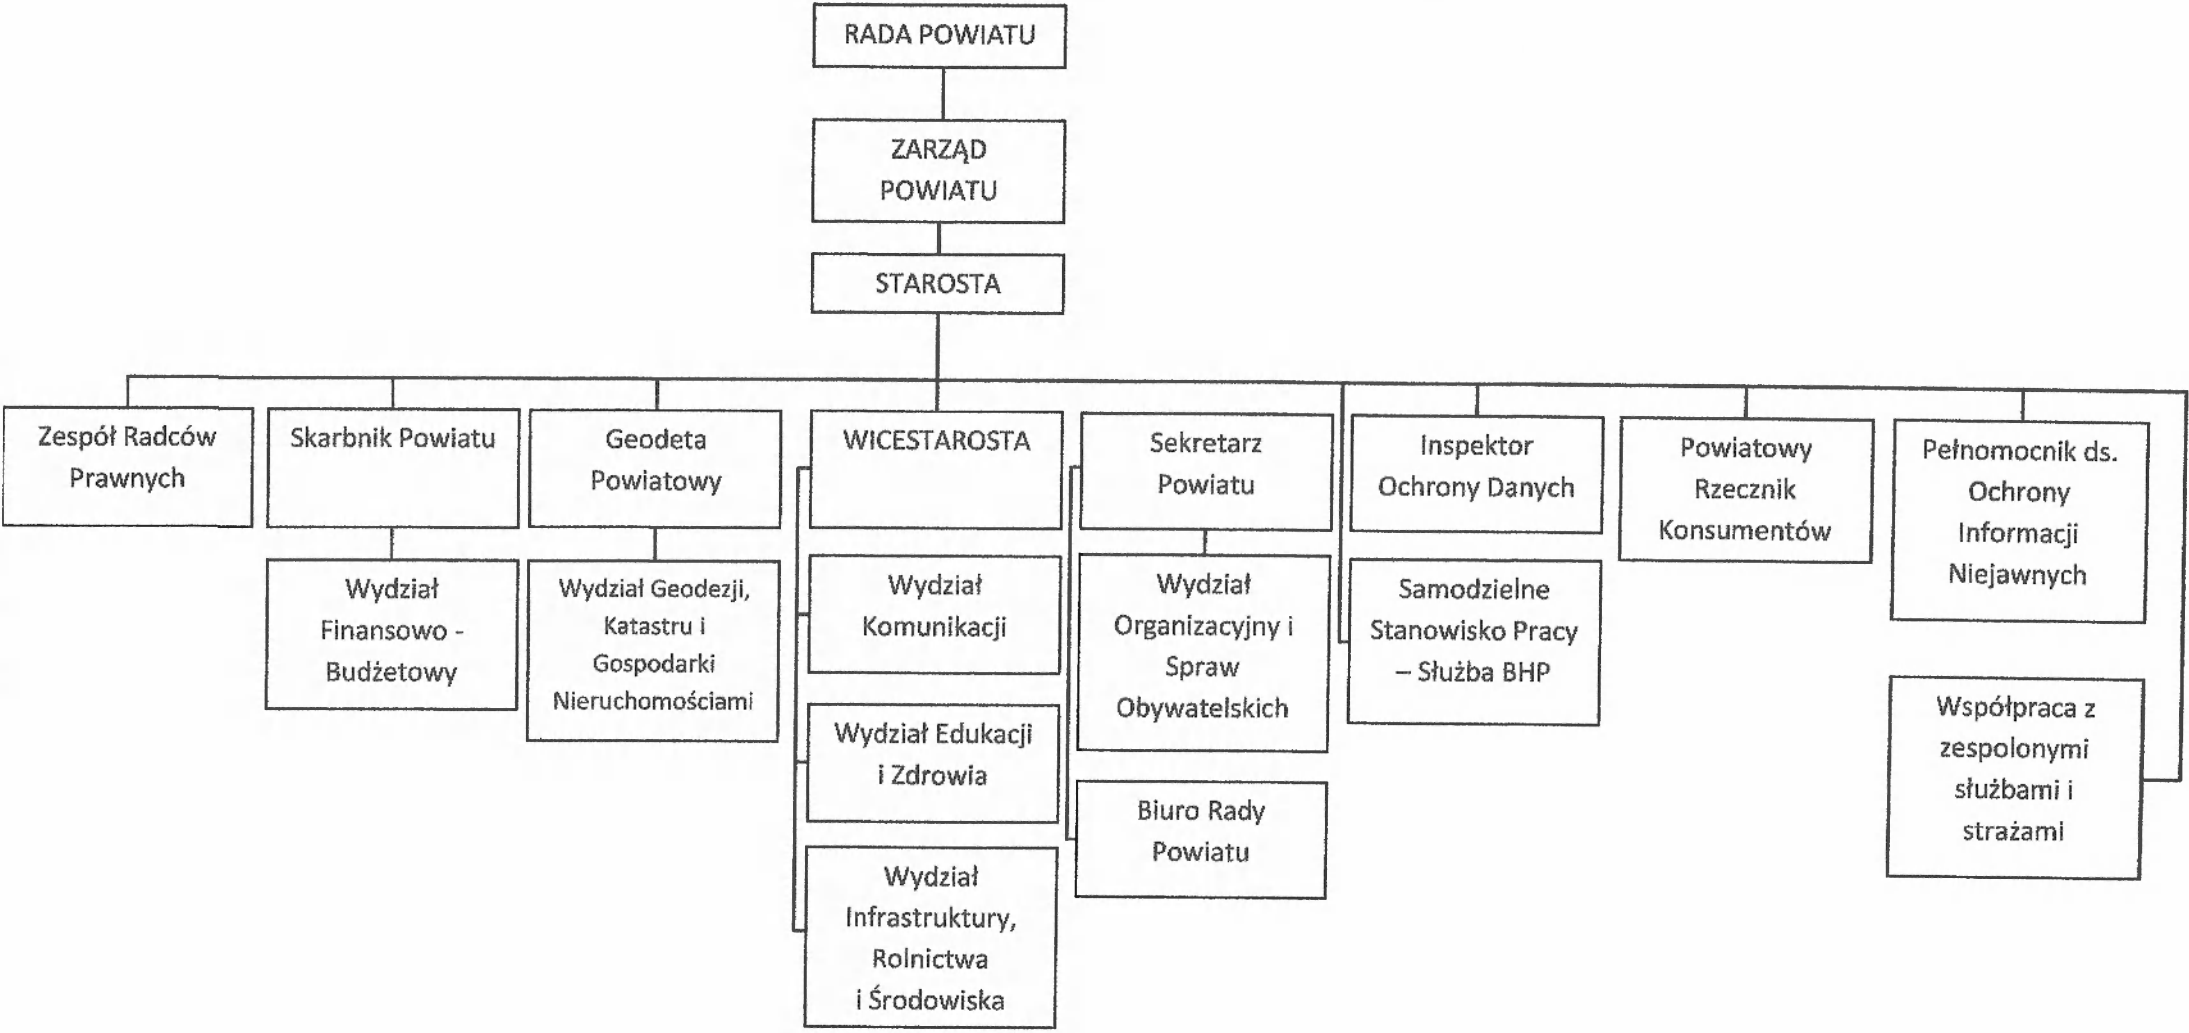 RADA POWIATU
ZARZĄD
POWIATU
STAROSTA
Zespół Radców
Prawnych
Skarbnik Powiatu
Geodeta
Powiatowy
WICESTAROSTA
Sekretarz
Powiatu
Inspektor
Ochrony Danych
Powiatowy
Rzecznik
Konsumentów
Pełnomocnik ds.
Ochrony
Informacji
Niejawnych
Wydział
Finansowo -
Budżetowy
Wydział Geodezji,
Katastru i
Gospodarki
Nieruchomościami
Wydział
Komunikacji
Wydział
Organizacyjny i
Spraw
Obywatelskich
Samodzielne
Stanowisko Pracy
– Służba BHP
Współpraca z
zespolonymi
służbami i
strażami
Wydział Edukacji
i Zdrowia
Biuro Rady
Powiatu
Wydział
Infrastruktury,
Rolnictwa
i Środowiska